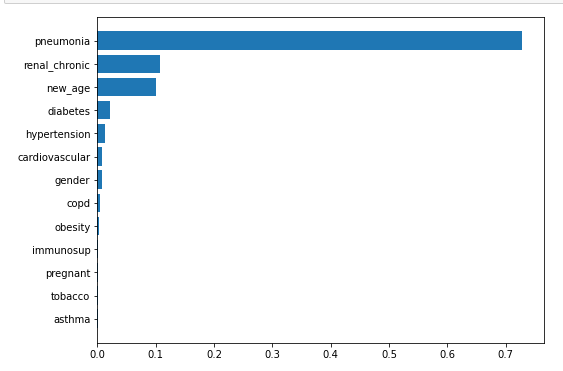 pneumonia
renal_chronic
new_age
diabetes
hypertension
cardiovascular
gender
copd
obesity
immunosup
pregnant
tobacco
asthma
0.0 0.1 0.2 0.3 0.4 0.5 0.6 0.7